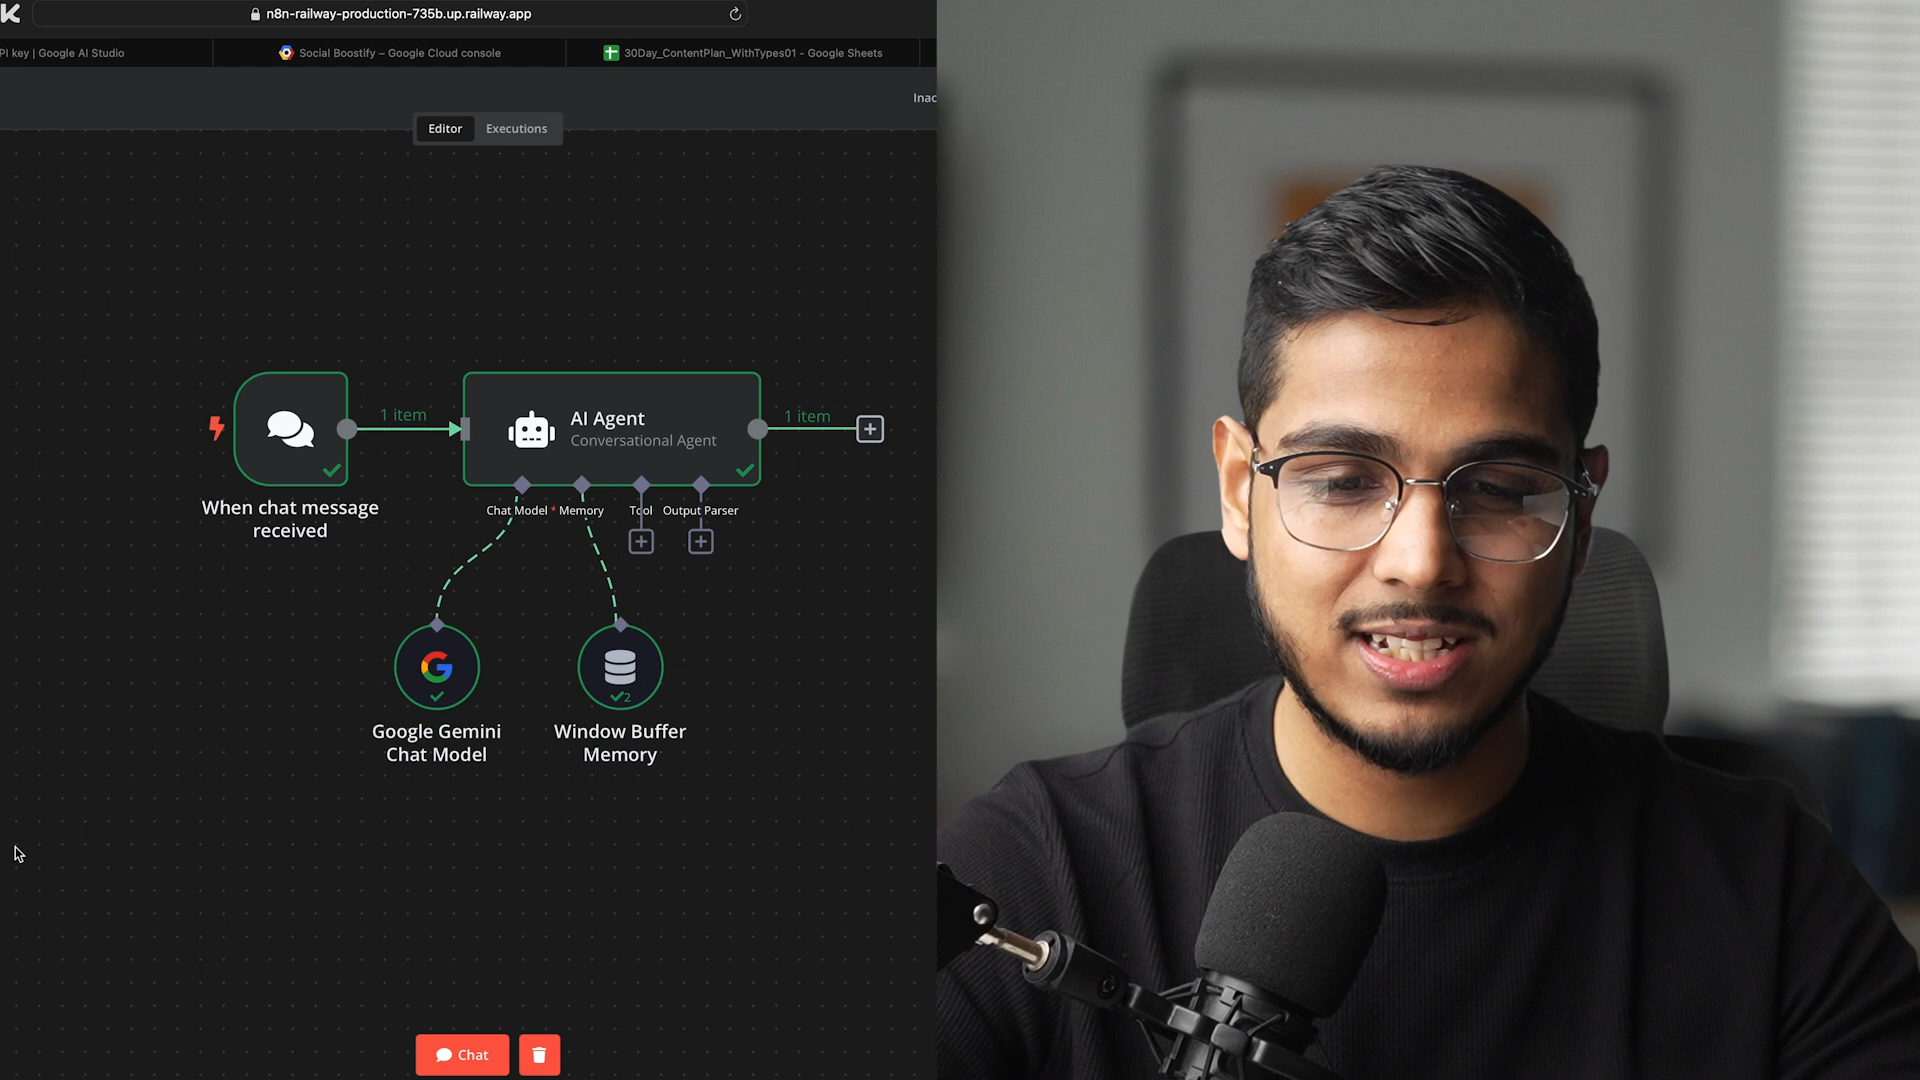 n8n-railway-production-735b.up.railway.app
PI key | Google AI Studio
Social Boostify – Google Cloud console
30Day_ContentPlan_WithTypes01 - Google Sheets
Inac
Editor
Executions
1 item
AI Agent
Conversational Agent
1 item
When chat message
received
Chat Model *
Memory
Tool
Output Parser
2
Google Gemini
Chat Model
Window Buffer
Memory
Chat